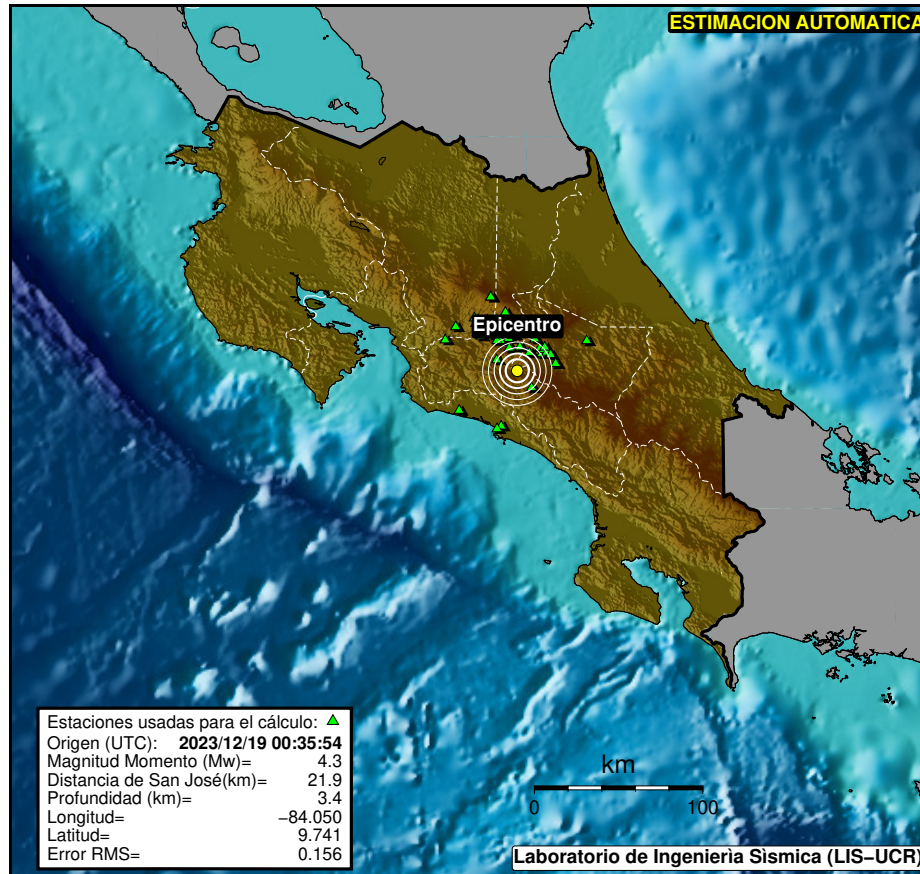 ESTIMACION AUTOMATICA
Epicentro
Estaciones usadas para el cálculo:
Origen (UTC): 2023/12/19 00:35:54
Magnitud Momento (Mw)= 4.3
Distancia de San José(km)= 21.9
Profundidad (km)= 3.4
Longitud= −84.050
Latitud= 9.741
Error RMS= 0.156
km
0 100
Laboratorio de Ingenierìa Sìsmica (LIS−UCR)